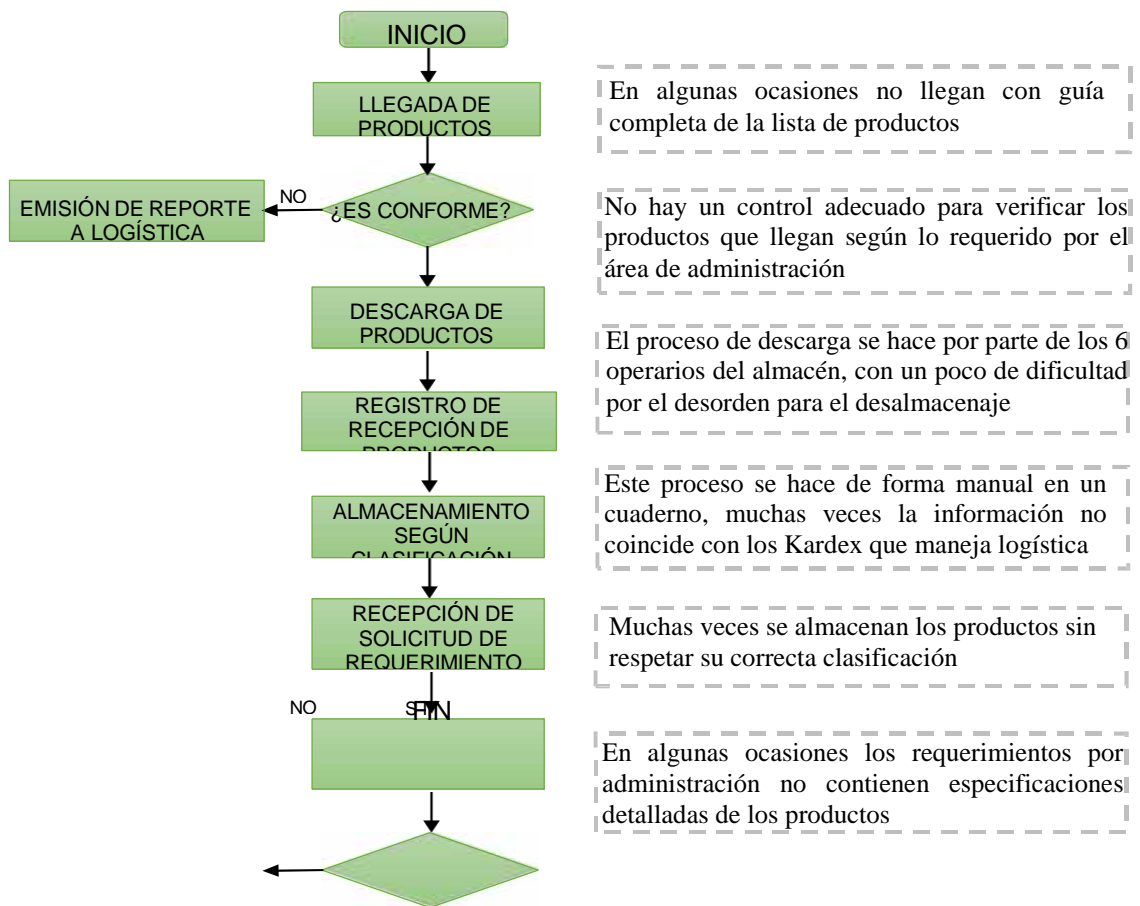 INICIO
LLEGADA DE
PRODUCTOS
En algunas ocasiones no llegan con guía
completa de la lista de productos
NO
¿ES CONFORME?
EMISIÓN DE REPORTE
A LOGÍSTICA
No hay un control adecuado para verificar los
productos que llegan según lo requerido por el
área de administración
DESCARGA DE
PRODUCTOS
El proceso de descarga se hace por parte de los 6
operarios del almacén, con un poco de dificultad
por el desorden para el desalmacenaje
REGISTRO DE
RECEPCIÓN DE
PRODUCTOS
Este proceso se hace de forma manual en un
cuaderno, muchas veces la información no
coincide con los Kardex que maneja logística
ALMACENAMIENTO
SEGÚN
CLASIFICACIÓN
RECEPCIÓN DE
SOLICITUD DE
REQUERIMIENTO
Muchas veces se almacenan los productos sin
respetar su correcta clasificación
NO
FIN
En algunas ocasiones los requerimientos por
administración no contienen especificaciones
detalladas de los productos